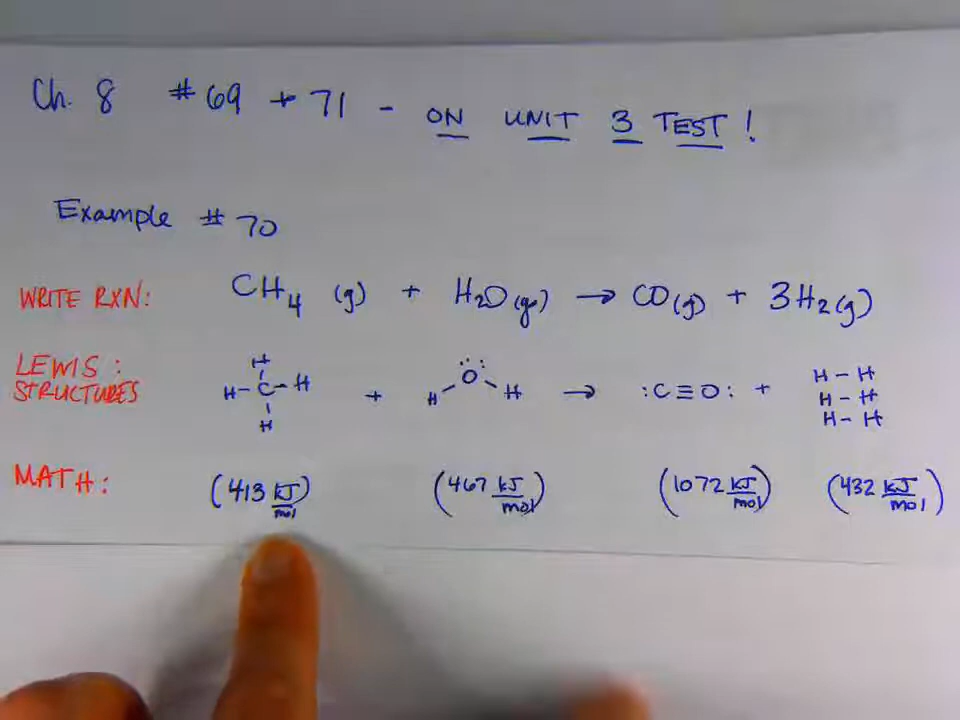 Ch. 8 #69 + 71 - ON UNIT 3 TEST!
Example # 70
WRITE RXN: CH₄ (g) + H₂O(g) → CO(g) + 3H₂(g)
LEWIS :
STRUCTURES
H
H-C-H + H O H → :C≡O: + H-H
H
H-H
H-H
MATH: (413 kJ/mol) (467 kJ/mol) (1072 kJ/mol) (432 kJ/mol)